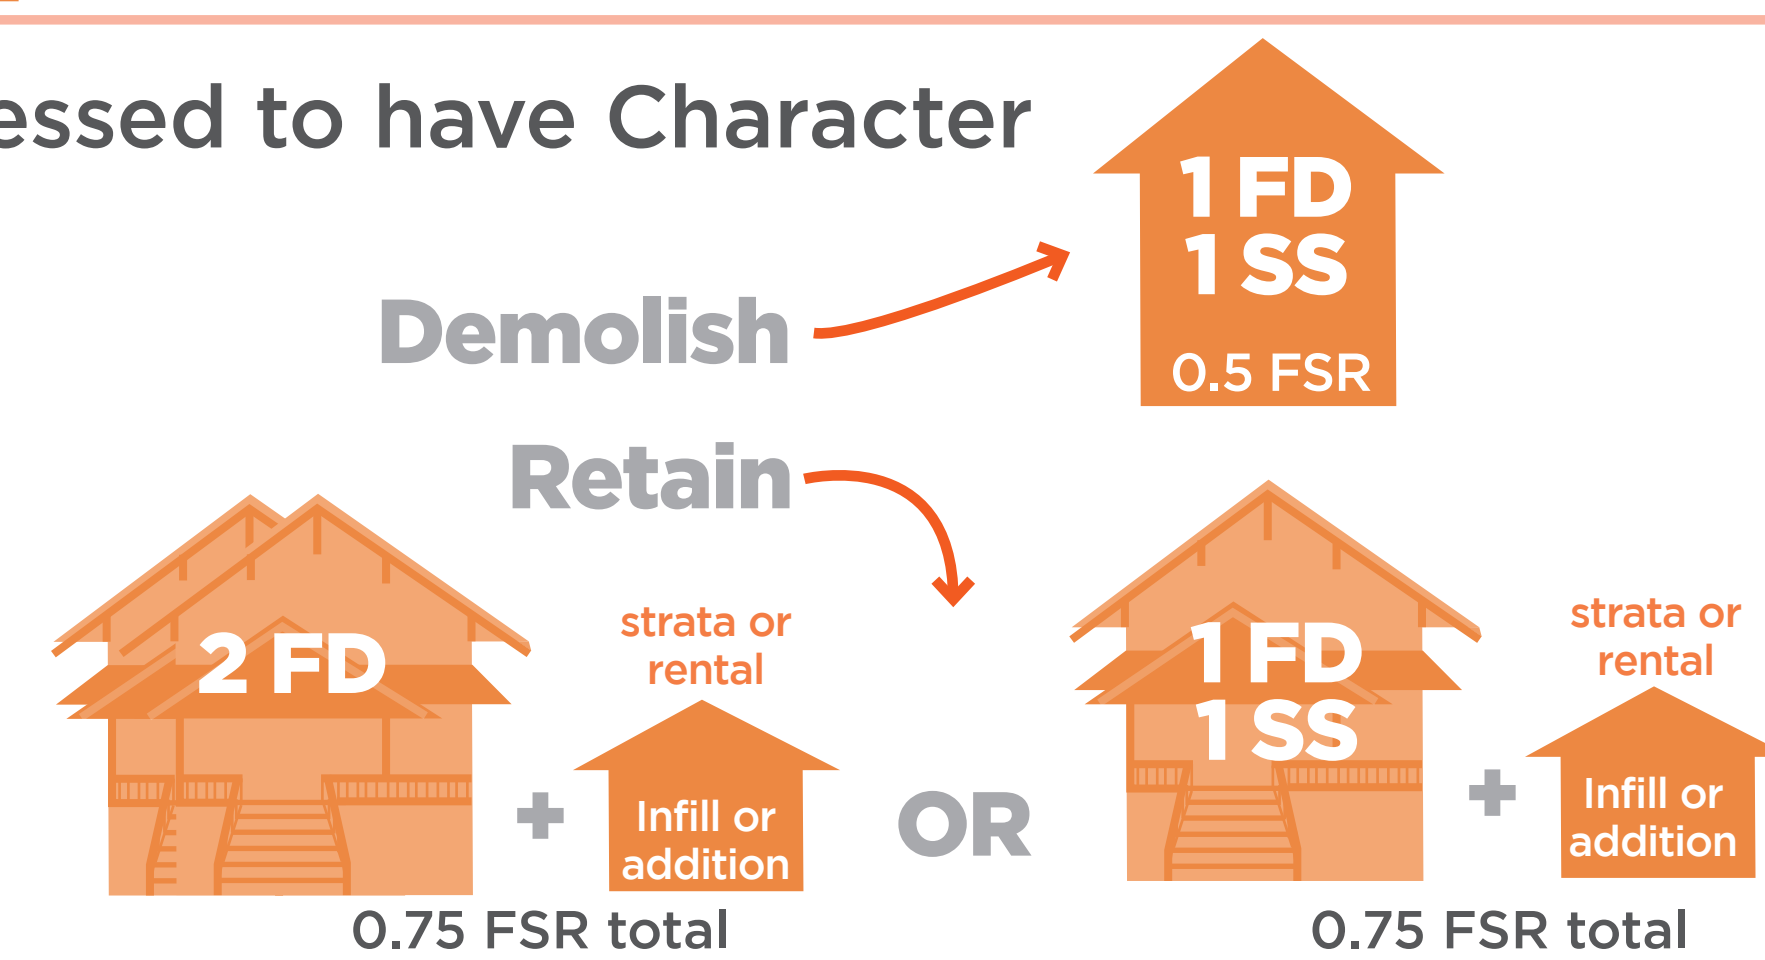 essed to have Character
1 FD
1 SS
0.5 FSR
Demolish
Retain
2 FD
strata or
rental
Infill or
addition
+
0.75 FSR total
OR
1 FD
1 SS
+
strata or
rental
Infill or
addition
0.75 FSR total